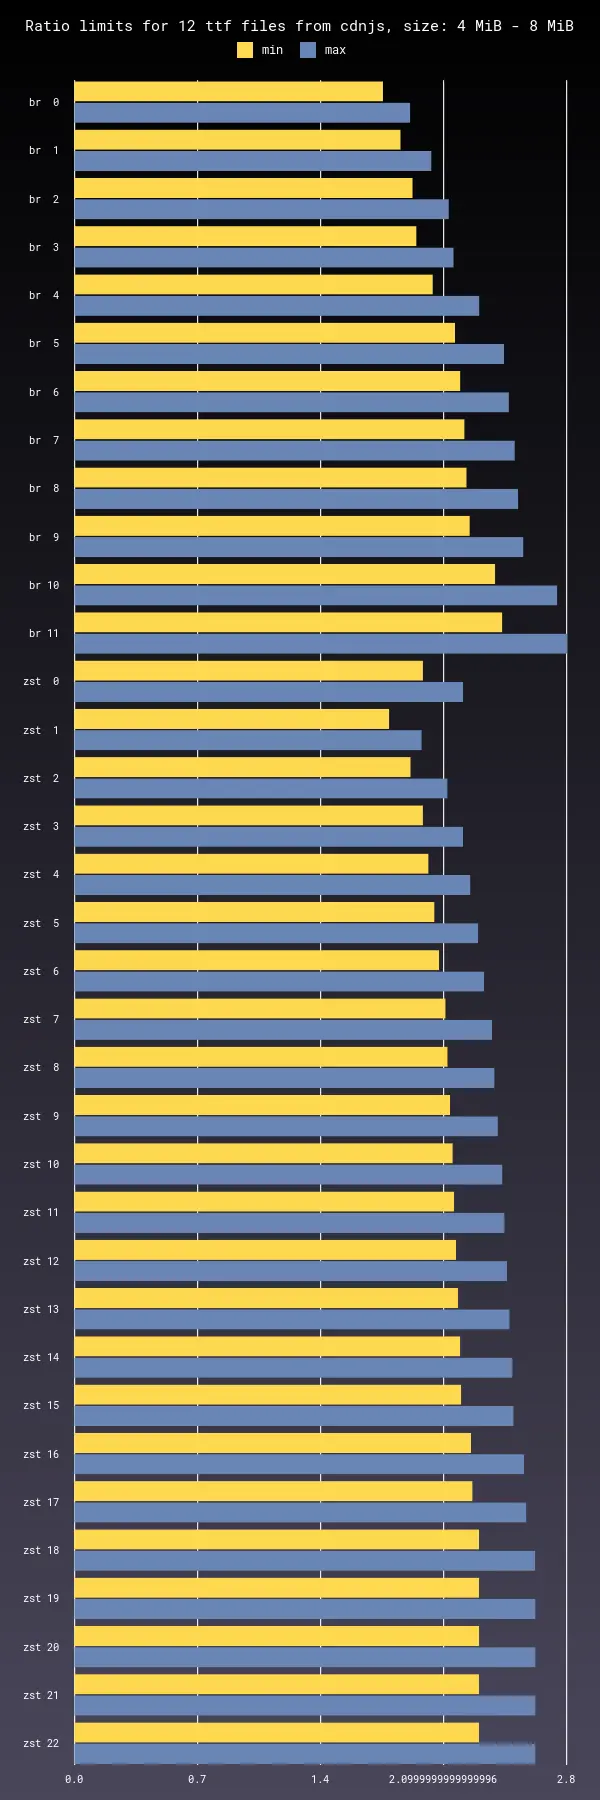 Ratio limits for 12 ttf files from cdnjs, size: 4 MiB - 8 MiB
min max
br 0
br 1
br 2
br 3
br 4
br 5
br 6
br 7
br 8
br 9
br 10
br 11
zst 0
zst 1
zst 2
zst 3
zst 4
zst 5
zst 6
zst 7
zst 8
zst 9
zst 10
zst 11
zst 12
zst 13
zst 14
zst 15
zst 16
zst 17
zst 18
zst 19
zst 20
zst 21
zst 22
0.0 0.7 1.4 2.0999999999999996 2.8